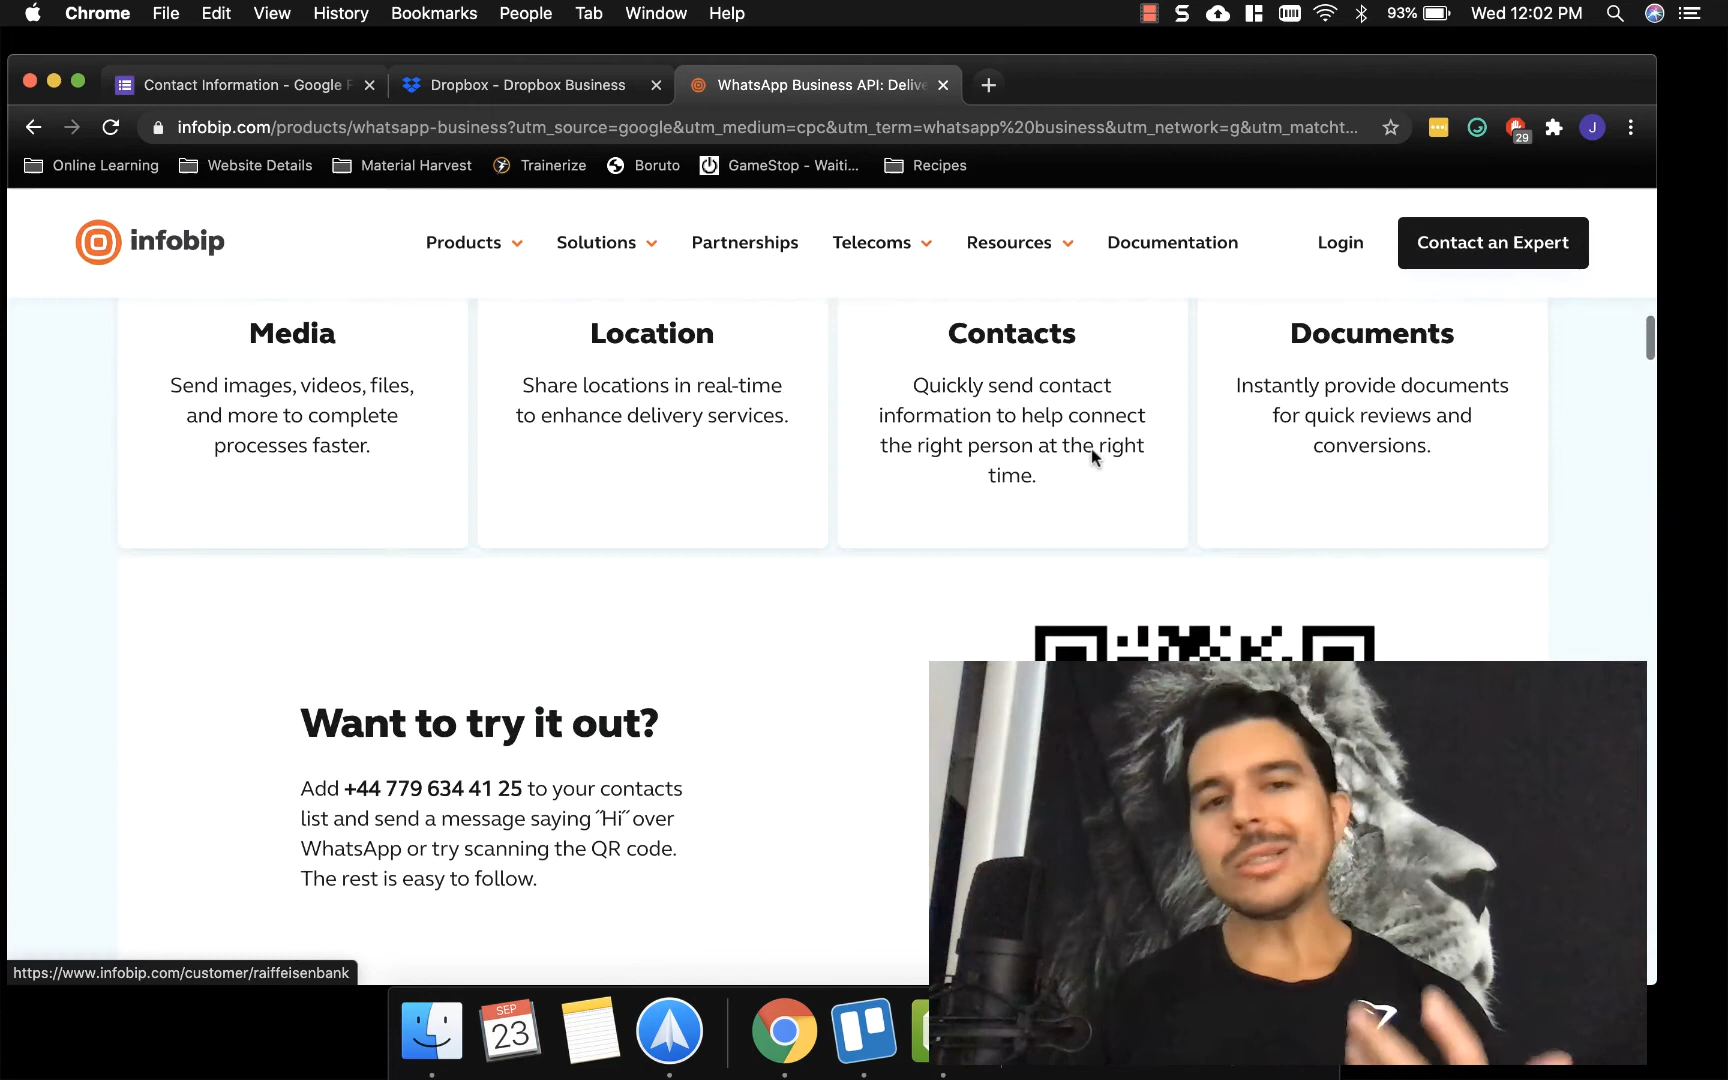 Chrome File Edit View History Bookmarks People Tab Window Help 93% Wed 12:02 PM
Contact Information - Google F
Dropbox - Dropbox Business
WhatsApp Business API: Delive
infobip.com/products/whatsapp-business?utm_source=google&utm_medium=cpc&utm_term=whatsapp%20business&utm_network=g&utm_matcht...
29
J
Online Learning Website Details Material Harvest Trainerize Boruto GameStop - Waiti... Recipes
infobip
Products Solutions Partnerships Telecoms Resources Documentation Login Contact an Expert
Media
Send images, videos, files,
and more to complete
processes faster.
Location
Share locations in real-time
to enhance delivery services.
Contacts
Quickly send contact
information to help connect
the right person at the right
time.
Documents
Instantly provide documents
for quick reviews and
conversions.
Want to try it out?
Add +44 779 634 41 25 to your contacts
list and send a message saying ˝Hi˝ over
WhatsApp or try scanning the QR code.
The rest is easy to follow.
https://www.infobip.com/customer/raiffeisenbank
SEP
23